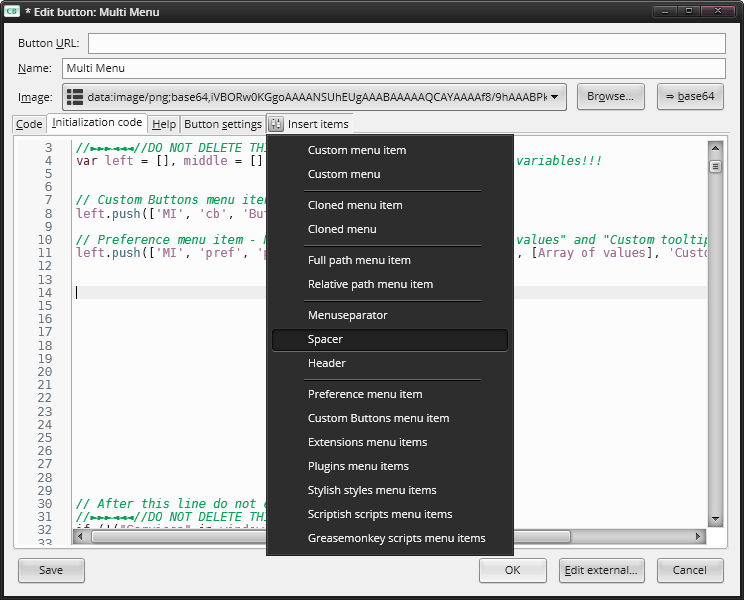 CB * Edit button: Multi Menu
Button URL:
Name: Multi Menu
Image: data:image/png;base64,iVBORw0KGgoAAAANSUhEUgAAABAAAAAQCAYAAAAf8/9hAAABPk Browse... ⇒ base64
Code Initialization code Help Button settings Insert items
3 //►►►◄◄◄//DO NOT DELETE THI
4 var left = [], middle = [] variables!!!
5
6
7 // Custom Buttons menu iter
8 left.push(['MI', 'cb', 'But
9
10 // Preference menu item - values" and "Custom tooltip
11 left.push(['MI', 'pref', 'p , [Array of values], 'Custo
12
13
14
15
16
17
18
19
20
21
22
23
24
25
26
27
28
29
30 // After this line do not e
31 //►►►◄◄◄//DO NOT DELETE THI
32 if (!("Services" in window
33
Custom menu item
Custom menu
Cloned menu item
Cloned menu
Full path menu item
Relative path menu item
Menuseparator
Spacer
Header
Preference menu item
Custom Buttons menu item
Extensions menu items
Plugins menu items
Stylish styles menu items
Scriptish scripts menu items
Greasemonkey scripts menu items
Save OK Edit external... Cancel